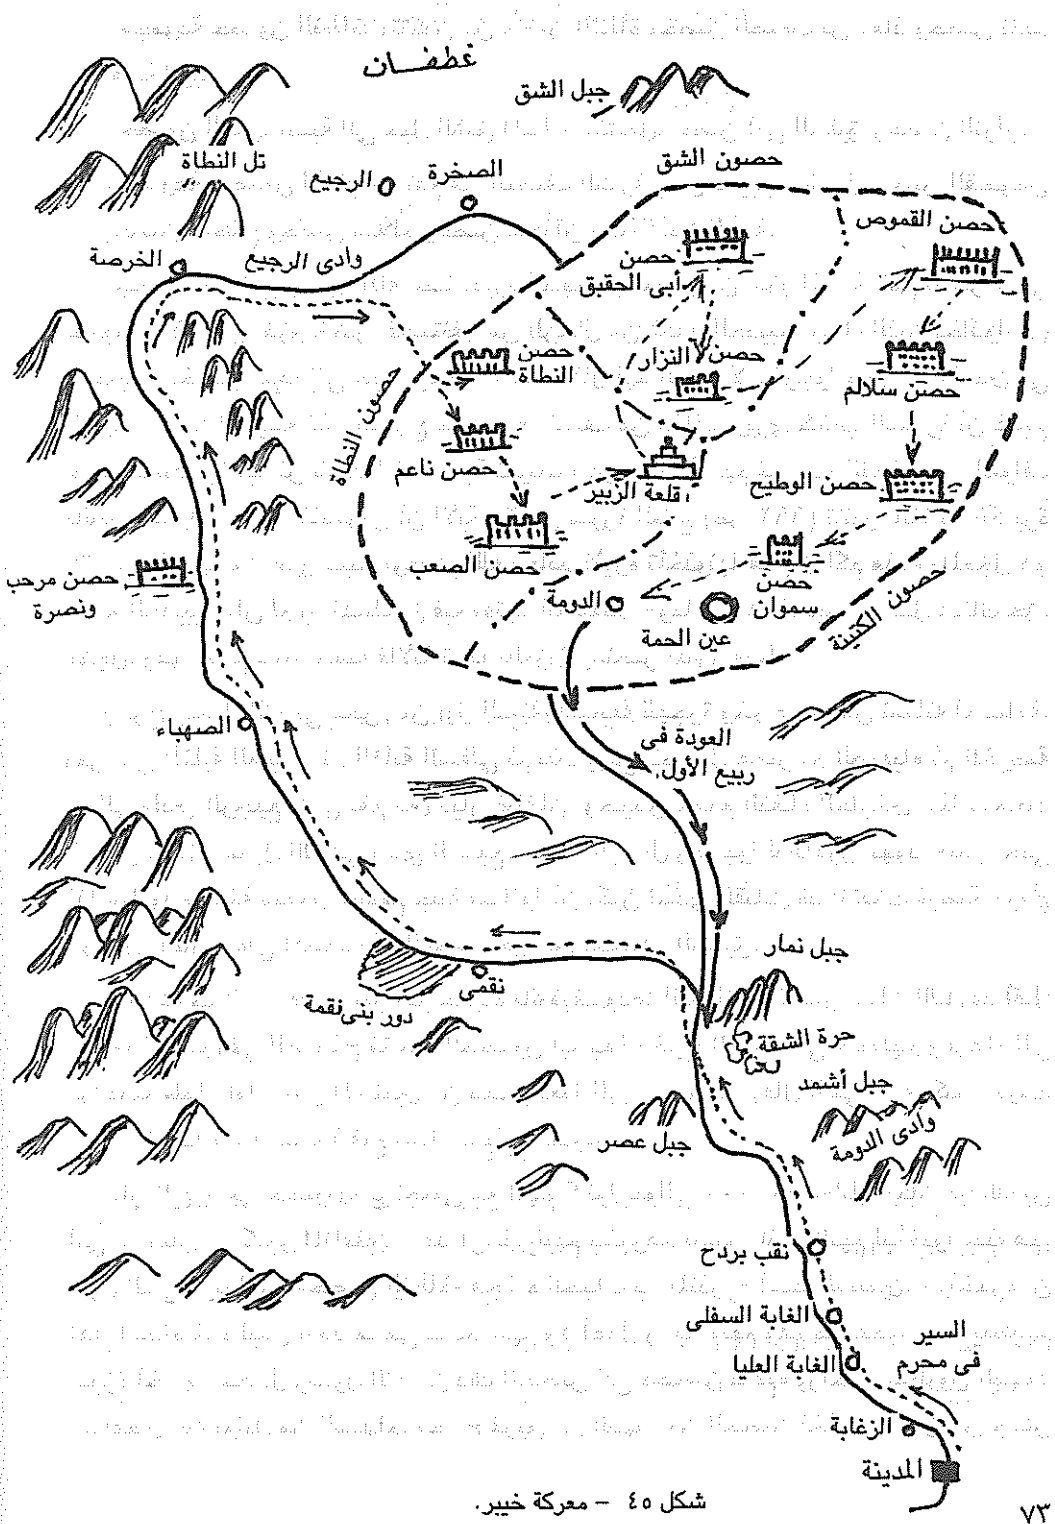 غطفــان
جبل الشق
تل النطاة
الرجيع
الصخرة
حصون الشق
حصن القموص
الخرصة
وادى الرجيع
حصن
أبى الحقيق
حصن النزار
حصن سلالم
حصن
النطاة
حصون النطاة
حصن ناعم
قلعة الزبير
حصن الوطيح
حصن الصعب
حصن
سموان
حصن مرحب
ونصرة
الدومة
عين الحمة
حصون الكتيبة
الصهباء
العودة فى
ربيع الأول.
جبل نمار
نقمى
دور بنى نقمة
حرة الشقة
جبل أشمد
وادى الدومة
جبل عصر
نقب بردح
الغابة السفلى
السير
فى محرم
الغابة العليا
الزغابة
المدينة
شكل ٤٥ – معركة خيبر.
٧٣